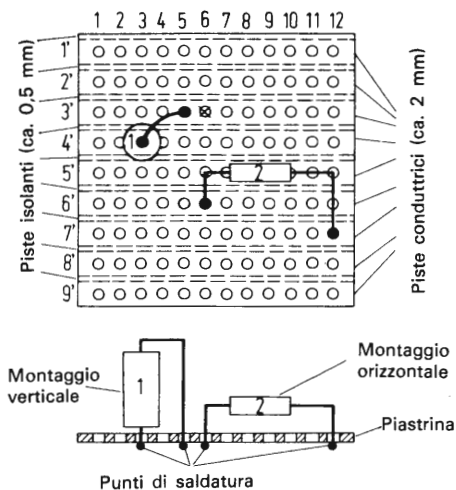 1 2 3 4 5 6 7 8 9 10 11 12
1'
2'
3'
4'
5'
6'
7'
8'
9'
Piste isolanti (ca. 0,5 mm)
Piste conduttrici (ca. 2 mm)
1
2
Montaggio
verticale
1
2
Montaggio
orizzontale
Piastrina
Punti di saldatura